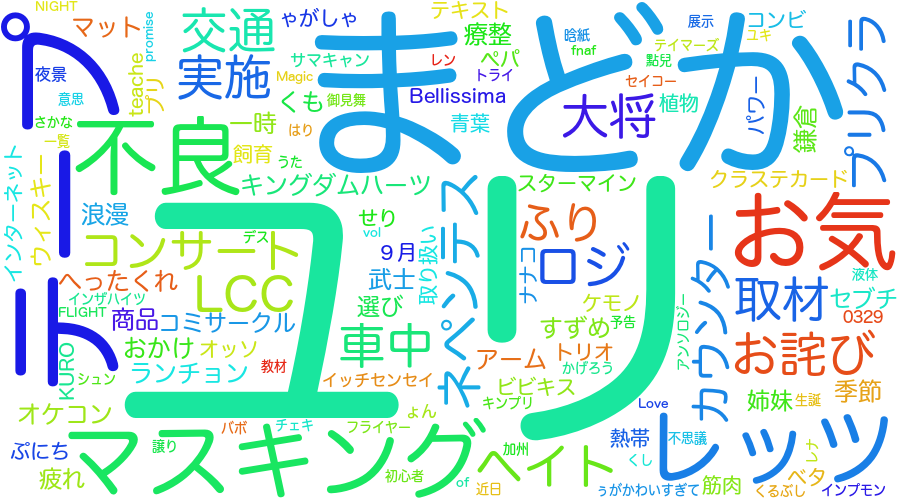 NIGHT
マット
promise
夜景
意思
さかな
一覧
インターネット
ウィスキー
浪漫
teache
プリ
交通
実施
不良
一時
飼育
くも
ゃがしゃ
サマキャン
Magic
御見舞
はり
うた
キングダムハーツ
まどか
テキスト
療整
ペパ
レン
トライ
Bellissima
青葉
晗紙
fnaf
大将
展示
コンビ
テイマーズ
ユキ
點兒
セイコー
植物
パワー
鎌倉
プリクラ
クラステカード
スターマイン
トート
ユリ
コンサート
LCC
デス
vol
せり
9月
武士
選び
取り扱い
ネペンテス
ふり
ロジ
ナナコ
ケモノ
すずめ
予告
かげろう
アンソロジー
カウンター
お気
取材
液体
セブチ
0329
お詫び
へったくれ
インザハイツ
FLIGHT
商品
コミサークル
KURO
シュン
おかけ
オッソ
ランチョン
教材
車中
イッチセンセイ
アーム
トリオ
ビビキス
キンプリ
Love
姉妹
生誕
季節
オケコン
ぷにち
疲れ
マスキング
譲り
バボ
チェキ
フライヤー
ょん
初心者
of
近日
加州
ヘイト
熱帯
不思議
くし
ぅがかわいすぎて
レッツ
筋肉
レナ
ベタ
くるぶし
インプモン